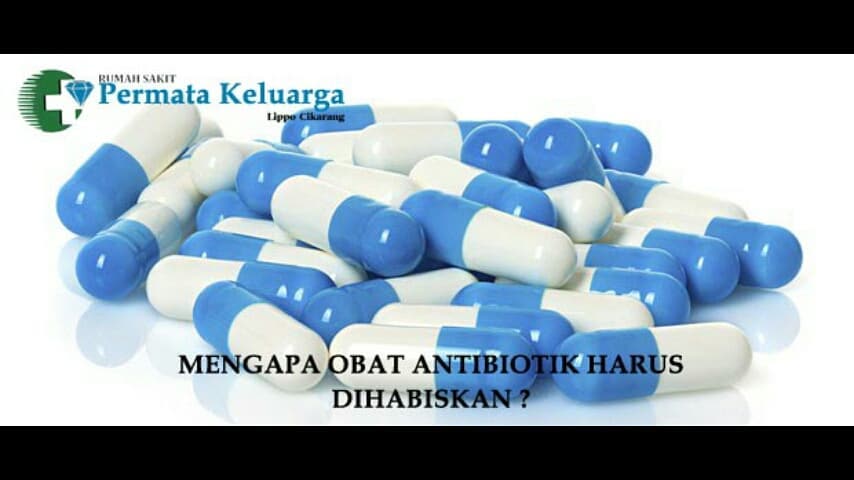 RUMAH SAKIT
Permata Keluarga
Lippo Cikarang
MENGAPA OBAT ANTIBIOTIK HARUS
DIHABISKAN ?